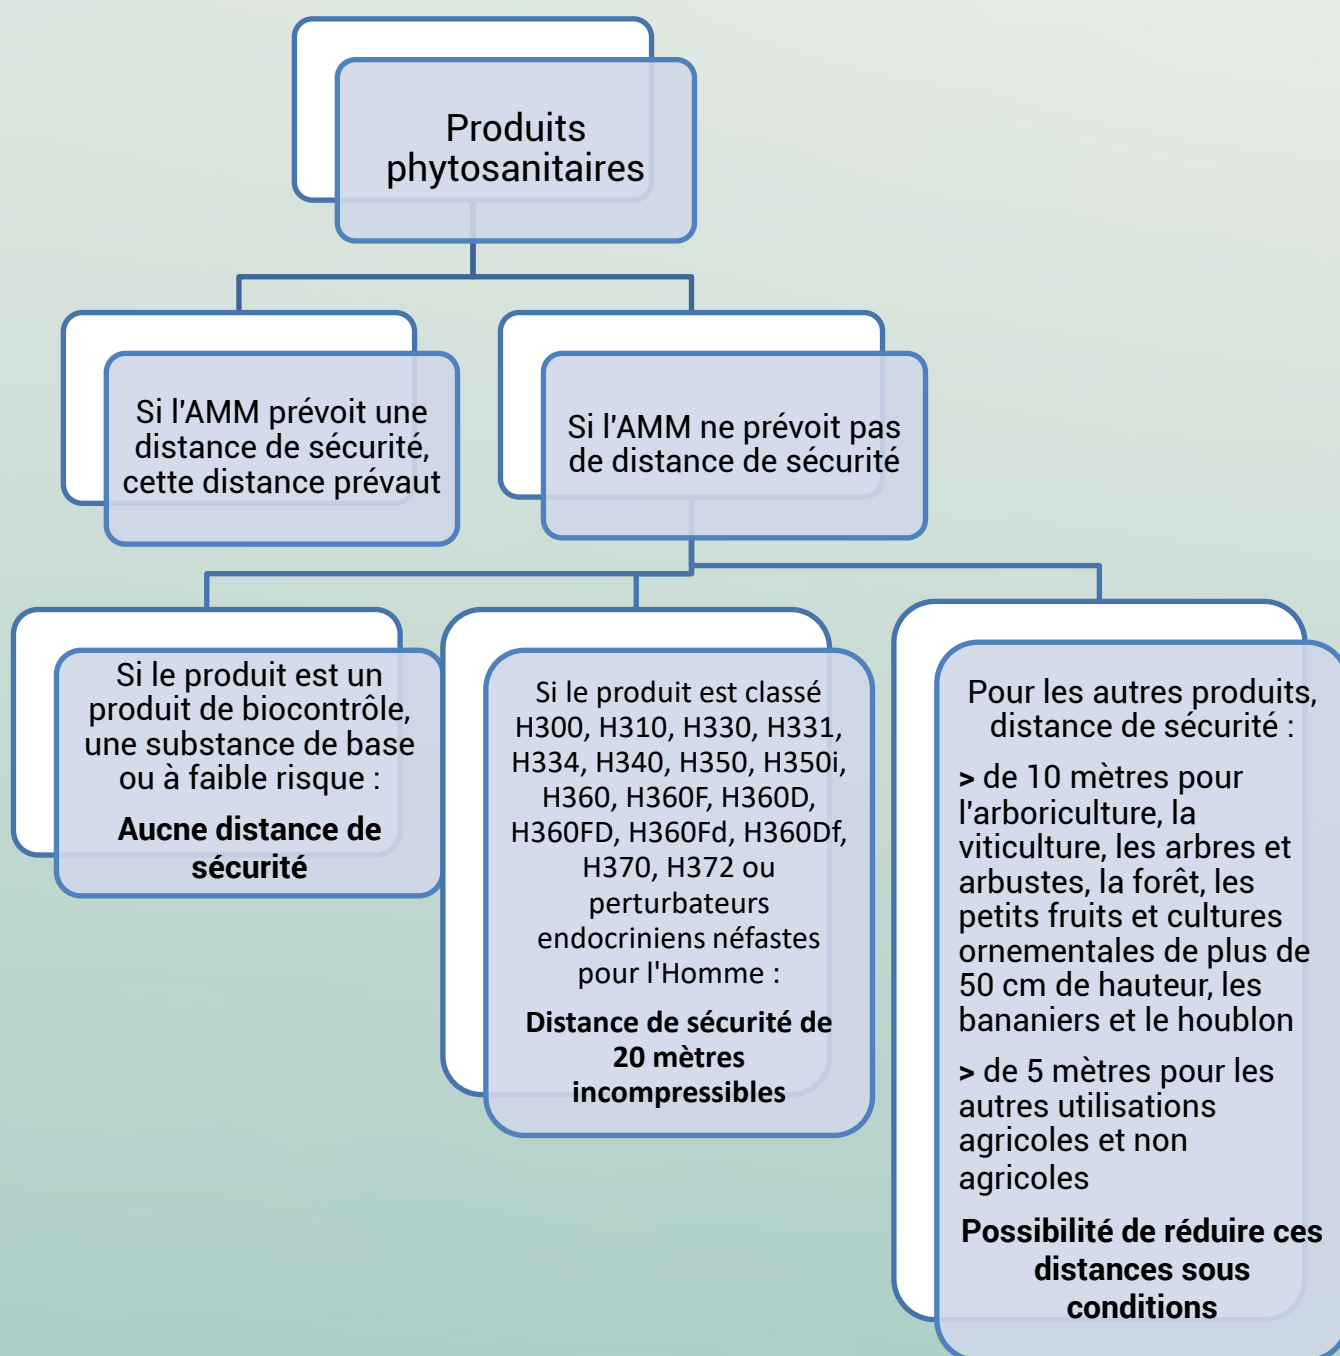 Produits
phytosanitaires
Si l'AMM prévoit une
distance de sécurité,
cette distance prévaut
Si l'AMM ne prévoit pas
de distance de sécurité
Si le produit est un
produit de biocontrôle,
une substance de base
ou à faible risque :
Aucne distance de
sécurité
Si le produit est classé
H300, H310, H330, H331,
H334, H340, H350, H350i,
H360, H360F, H360D,
H360FD, H360Fd, H360Df,
H370, H372 ou
perturbateurs
endocriniens néfastes
pour l'Homme :
Distance de sécurité de
20 mètres
incompressibles
Pour les autres produits,
distance de sécurité :
> de 10 mètres pour
l'arboriculture, la
viticulture, les arbres et
arbustes, la forêt, les
petits fruits et cultures
ornementales de plus de
50 cm de hauteur, les
bananiers et le houblon
> de 5 mètres pour les
autres utilisations
agricoles et non
agricoles
Possibilité de réduire ces
distances sous
conditions